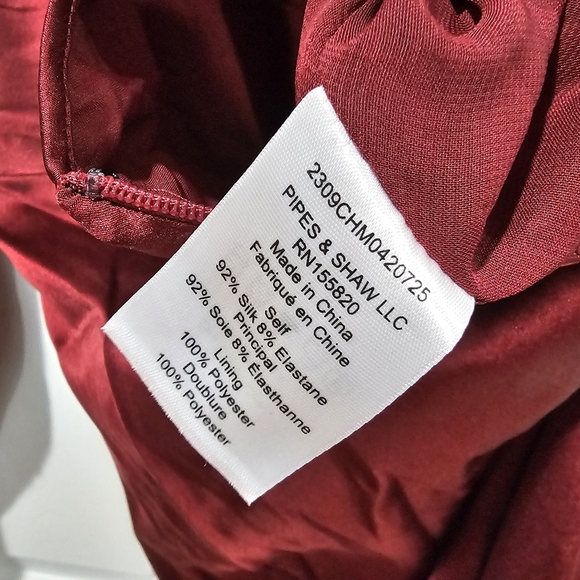 2309CHM0420725
PIPES & SHAW LLC
RN155820
Made in China
Fabriqué en Chine
Self
92% Silk 8% Elastane
Principal
92% Soie 8% Élasthanne
Lining
100% Polyester
Doublure
100% Polyester